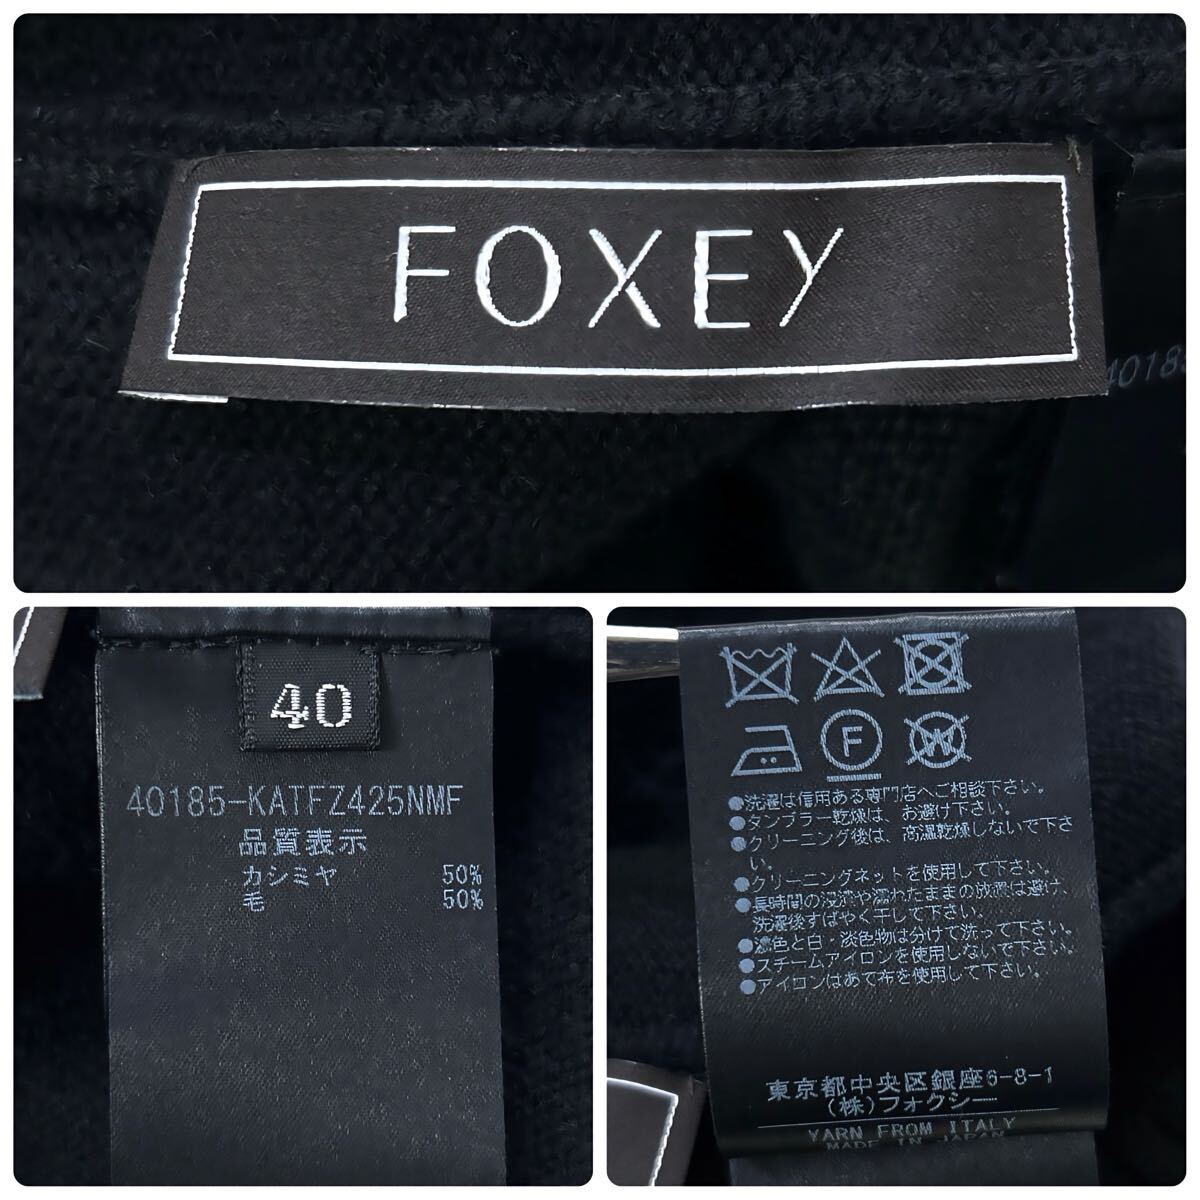 FOXEY
4018
40
40185-KATFZ425NMF
品質表示
カシミヤ 50%
毛 50%
F
W
●洗濯は信用ある専門店へご相談下さい。
●タンブラー乾燥は、お避け下さい。
●クリーニング後は、高温乾燥しないで下さ
い。
●クリーニングネットを使用して下さい。
●長時間の浸漬や濡れたままの放置は避け、
洗濯後すばやく干して下さい。
●濃色と白・淡色物は分けて洗って下さい。
●スチームアイロンを使用しないで下さい。
●アイロンはあて布を使用して下さい。
東京都中央区銀座6-8-1
(株)フォクシー
YARN FROM ITALY
MADE IN JAPAN